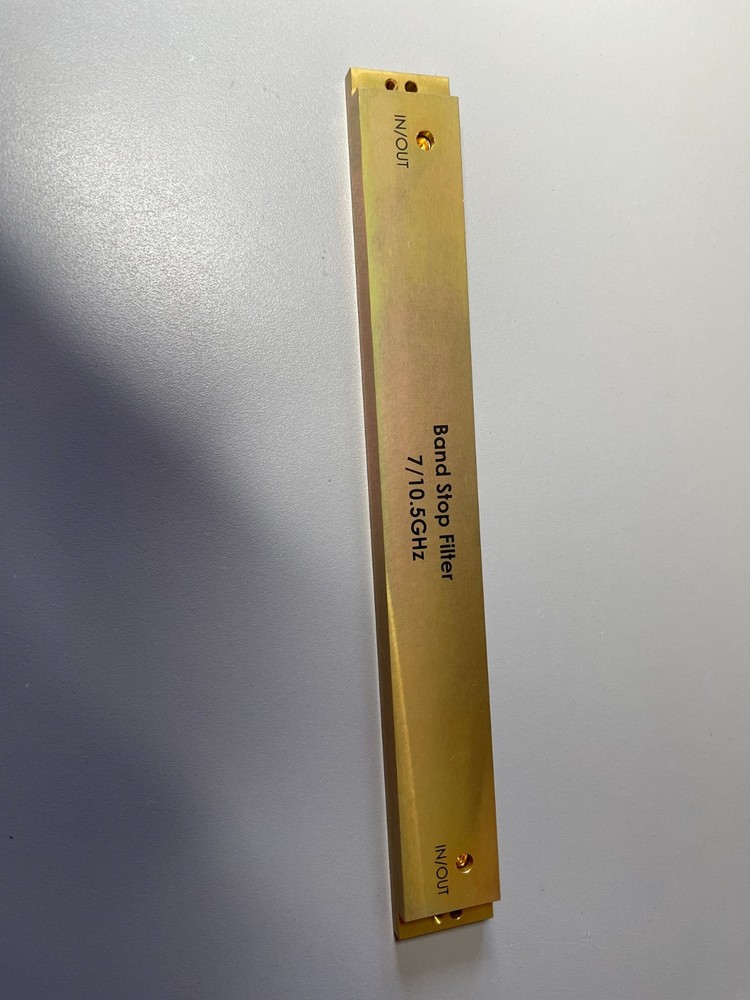 IN/OUT
Band Stop Filter
7/10.5GHz
IN/OUT